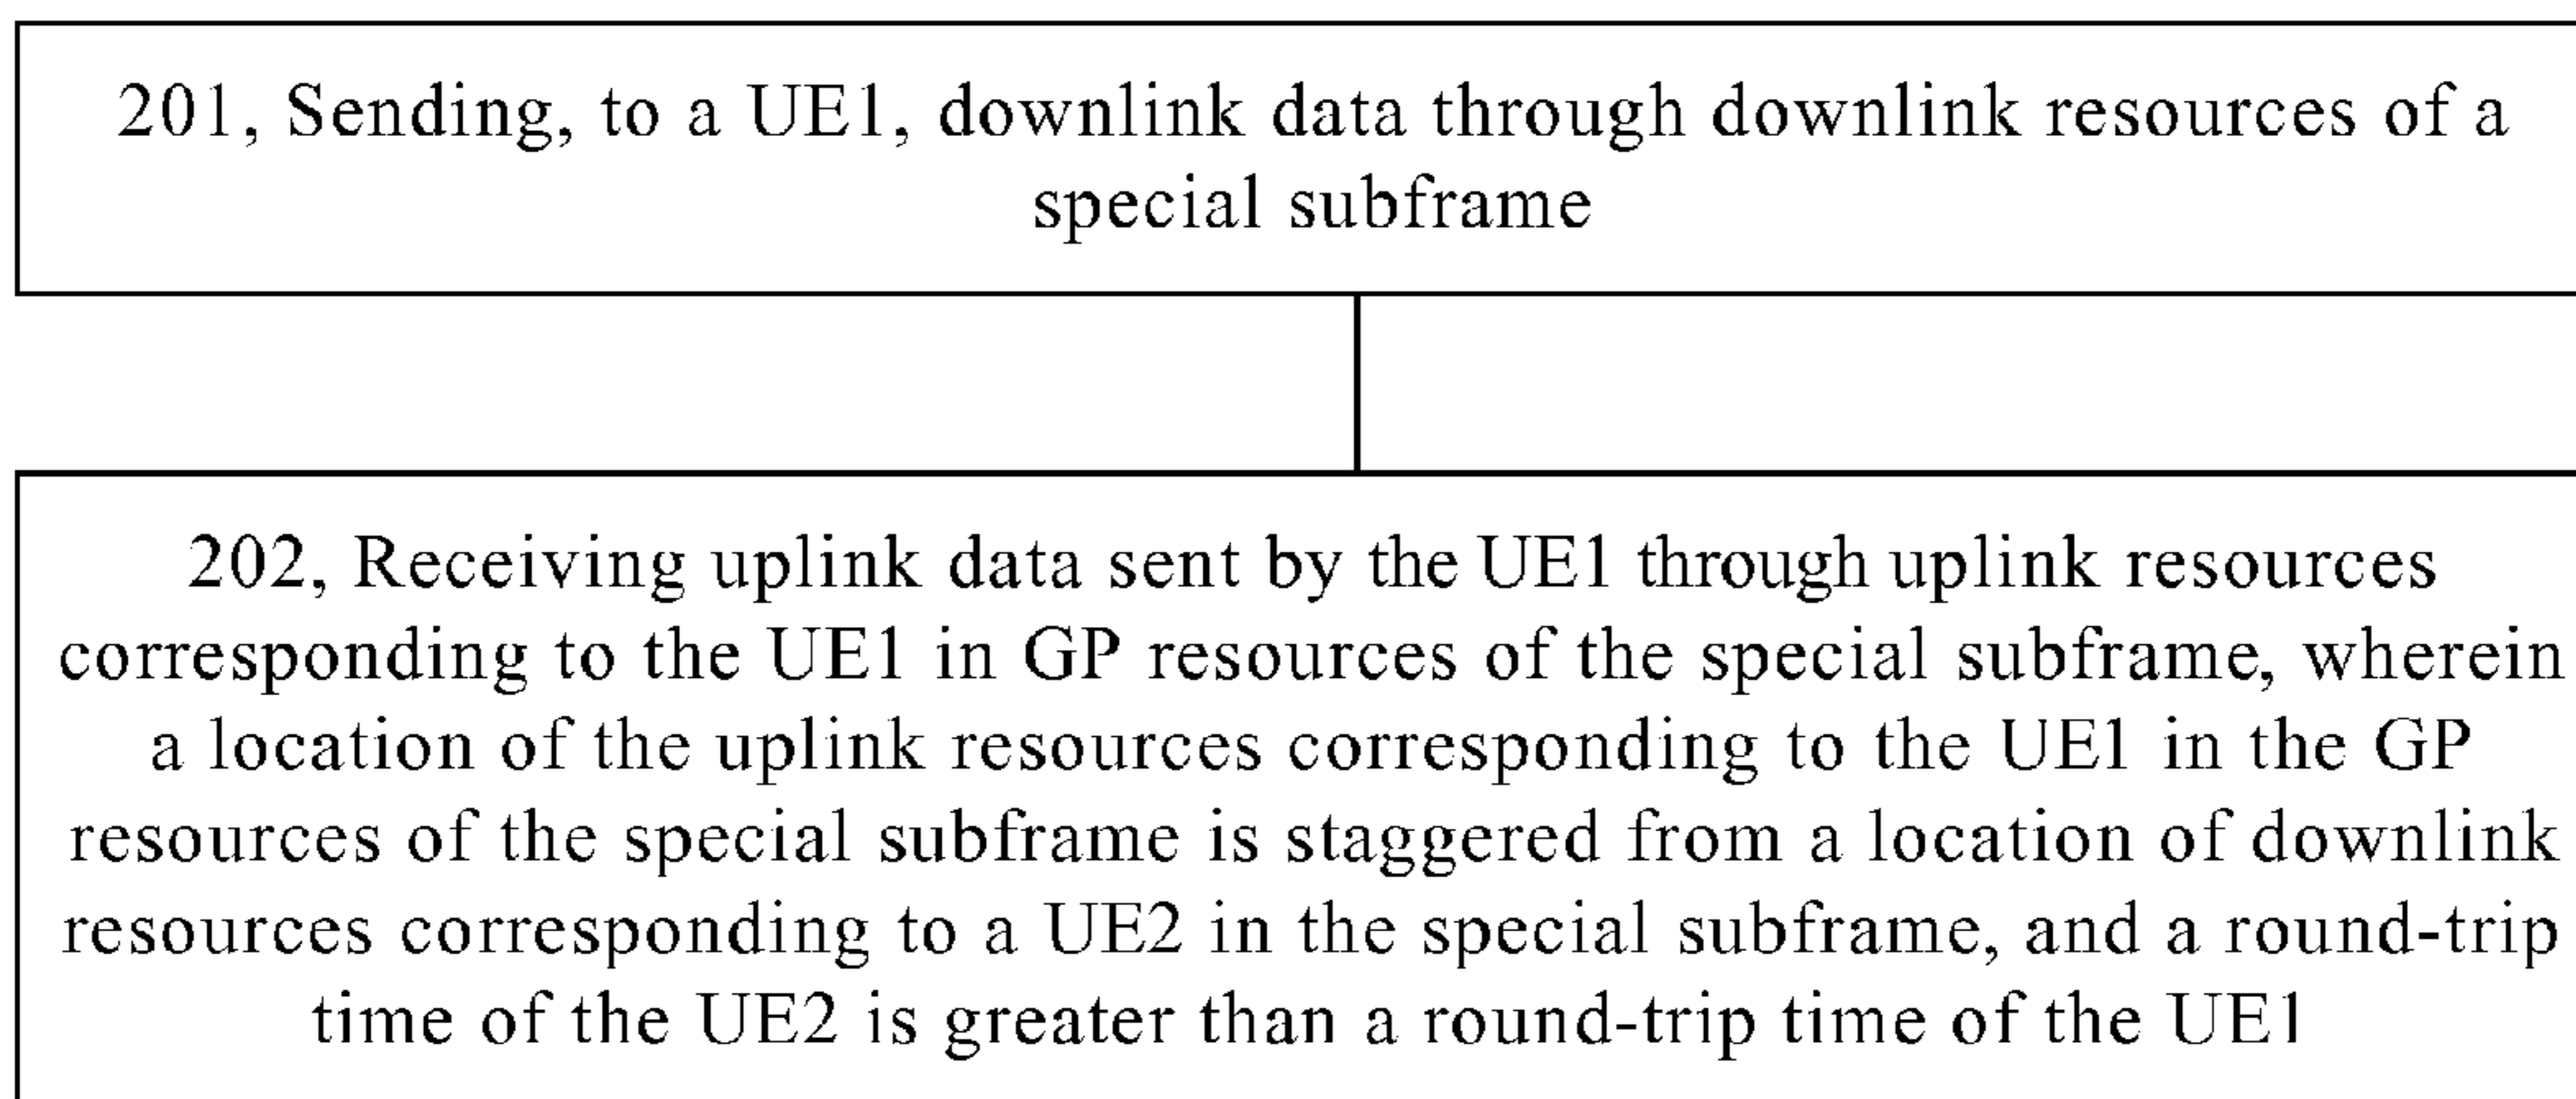 201, Sending, to a UE1, downlink data through downlink resources of a
special subframe
202, Receiving uplink data sent by the UE1 through uplink resources
corresponding to the UE1 in GP resources of the special subframe, wherein
a location of the uplink resources corresponding to the UE1 in the GP
resources of the special subframe is staggered from a location of downlink
resources corresponding to a UE2 in the special subframe, and a round-trip
time of the UE2 is greater than a round-trip time of the UE1